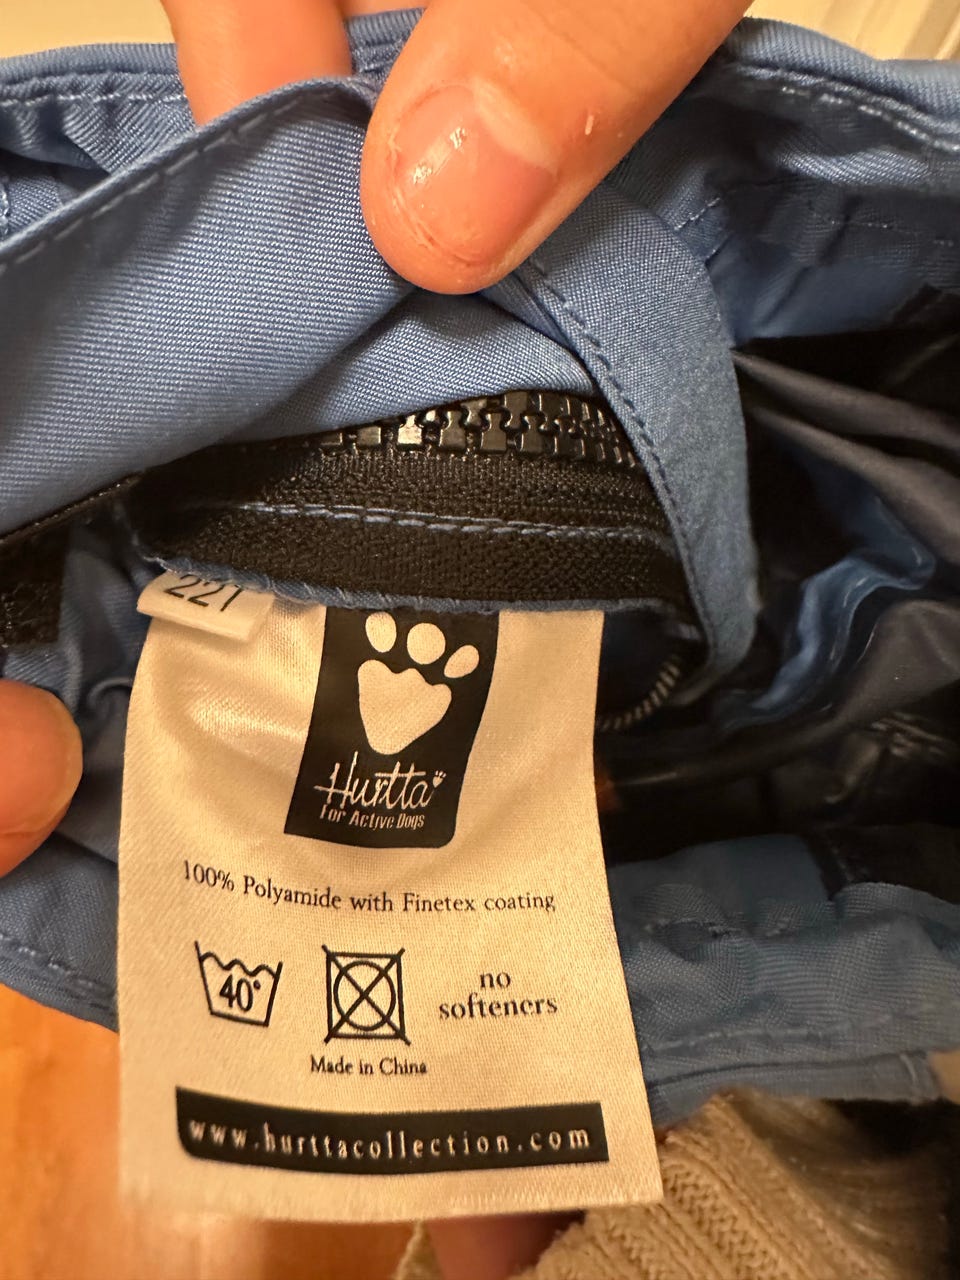 221
Hurtta
For Active Dogs
100% Polyamide with Finetex coating
40°
no
softeners
Made in China
www.hurttacollection.com